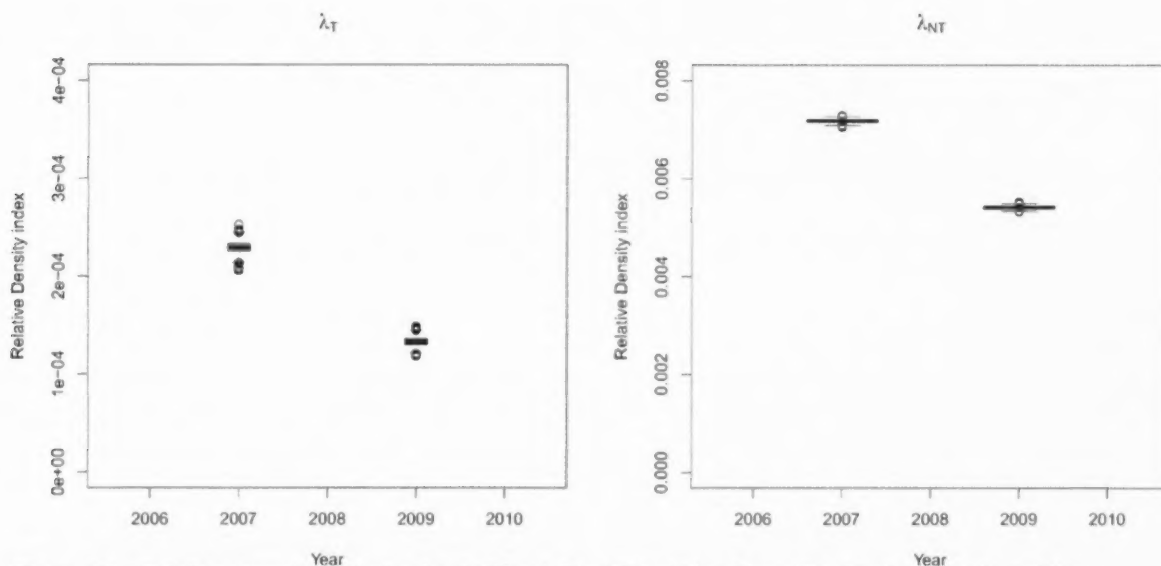 λT
Relative Density index
4e−04
3e−04
2e−04
1e−04
0e+00
2006 2007 2008 2009 2010
Year
λNT
Relative Density index
0.008
0.006
0.004
0.002
0.000
2006 2007 2008 2009 2010
Year